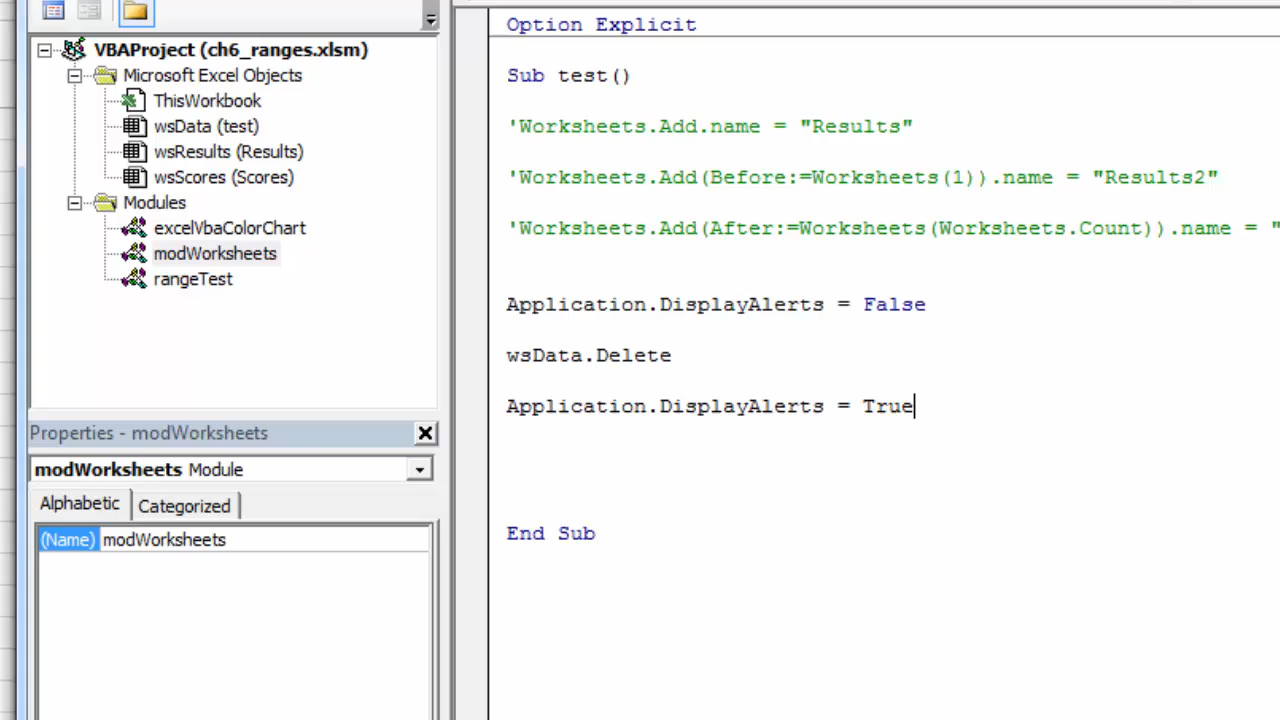 VBAProject (ch6_ranges.xlsm)
Microsoft Excel Objects
ThisWorkbook
wsData (test)
wsResults (Results)
wsScores (Scores)
Modules
excelVbaColorChart
modWorksheets
rangeTest
Properties - modWorksheets
modWorksheets Module
Alphabetic Categorized
(Name) modWorksheets
Option Explicit
Sub test()
'Worksheets.Add.name = "Results"
'Worksheets.Add(Before:=Worksheets(1)).name = "Results2"
'Worksheets.Add(After:=Worksheets(Worksheets.Count)).name = "
Application.DisplayAlerts = False
wsData.Delete
Application.DisplayAlerts = True
End Sub